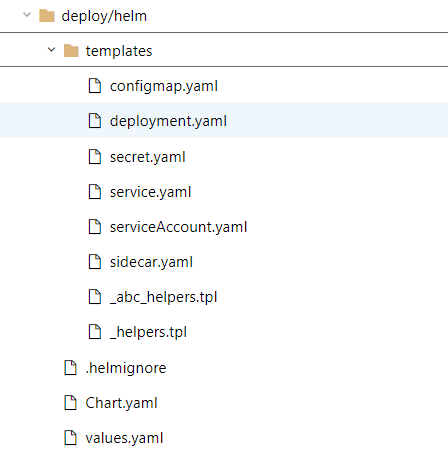 deploy/helm
templates
configmap.yaml
deployment.yaml
secret.yaml
service.yaml
serviceAccount.yaml
sidecar.yaml
_abc_helpers.tpl
_helpers.tpl
.helmignore
Chart.yaml
values.yaml